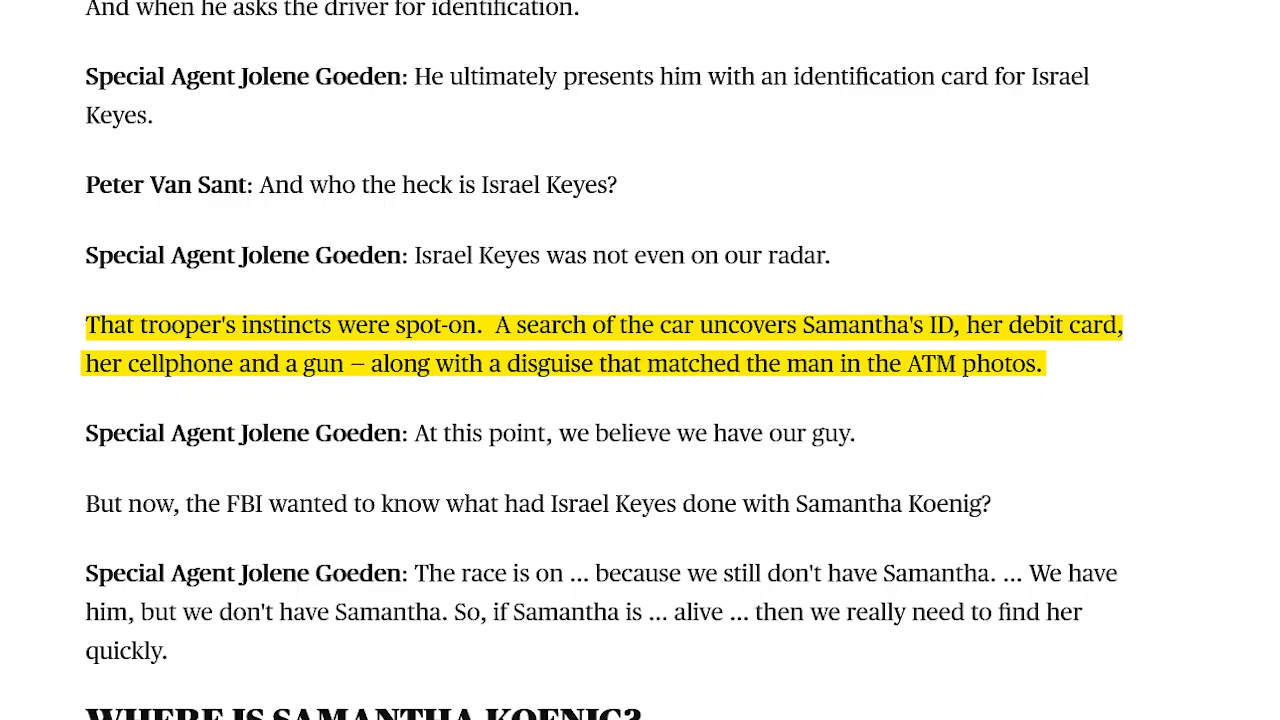 And when he asks the driver for identification.
Special Agent Jolene Goeden: He ultimately presents him with an identification card for Israel
Keyes.
Peter Van Sant: And who the heck is Israel Keyes?
Special Agent Jolene Goeden: Israel Keyes was not even on our radar.
That trooper's instincts were spot-on.  A search of the car uncovers Samantha's ID, her debit card,
her cellphone and a gun – along with a disguise that matched the man in the ATM photos.
Special Agent Jolene Goeden: At this point, we believe we have our guy.
But now, the FBI wanted to know what had Israel Keyes done with Samantha Koenig?
Special Agent Jolene Goeden: The race is on ... because we still don't have Samantha. ... We have
him, but we don't have Samantha. So, if Samantha is ... alive ... then we really need to find her
quickly.
WHERE IS SAMANTHA KOENIG?